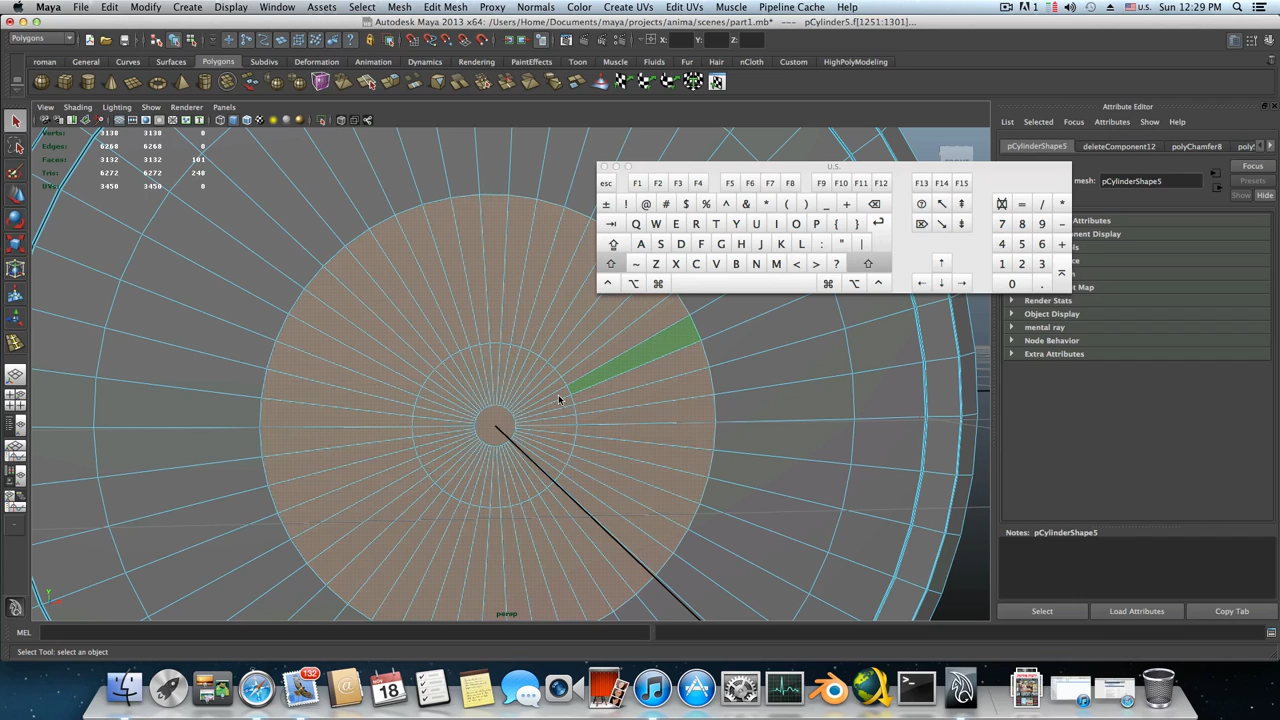 Maya File Edit Modify Create Display Window Assets Select Mesh Edit Mesh Proxy Normals Color Create UVs Edit UVs Muscle Pipeline Cache Help 1 U.S. Sun 12:29 PM
Autodesk Maya 2013 x64: /Users/Home/Documents/maya/projects/anima/scenes/part1.mb* --- pCylinder5.f[1251:1301]...
Polygons X: Y: Z:
roman General Curves Surfaces Polygons Subdivs Deformation Animation Dynamics Rendering PaintEffects Toon Muscle Fluids Fur Hair nCloth Custom HighPolyModeling
View Shading Lighting Show Renderer Panels
Attribute Editor
List Selected Focus Attributes Show Help
pCylinderShape5 deleteComponent12 polyChamfer8
mesh: pCylinderShape5
Focus
Presets
Show Hide
Verts: 3138 3138 0
Edges: 6268 6268 0
Faces: 3132 3132 101
Tris: 6272 6272 248
UVs: 3450 3450 0
U.S.
esc F1 F2 F3 F4 F5 F6 F7 F8 F9 F10 F11 F12 F13 F14 F15
± ! @ # $ % ^ & * ( ) _ + = / *
Q W E R T Y U I O P { } 7 8 9 -
A S D F G H J K L : " | 4 5 6 +
~ Z X C V B N M < > ? 1 2 3
0 .
Attributes
Render Stats
Object Display
mental ray
Node Behavior
Extra Attributes
persp
Notes: pCylinderShape5
Select Load Attributes Copy Tab
MEL
Select Tool: select an object
132
NOV
18